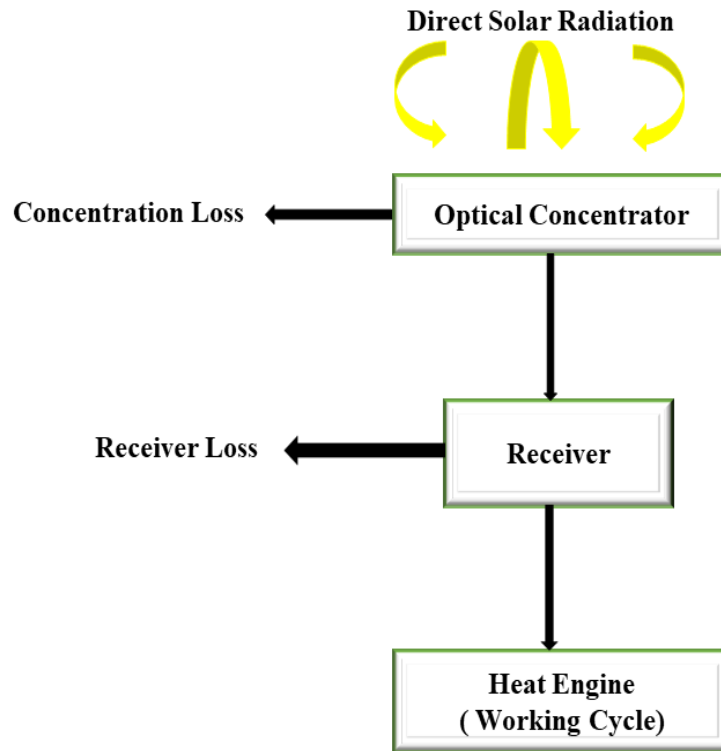 Direct Solar Radiation
Concentration Loss
Optical Concentrator
Receiver Loss
Receiver
Heat Engine
( Working Cycle)